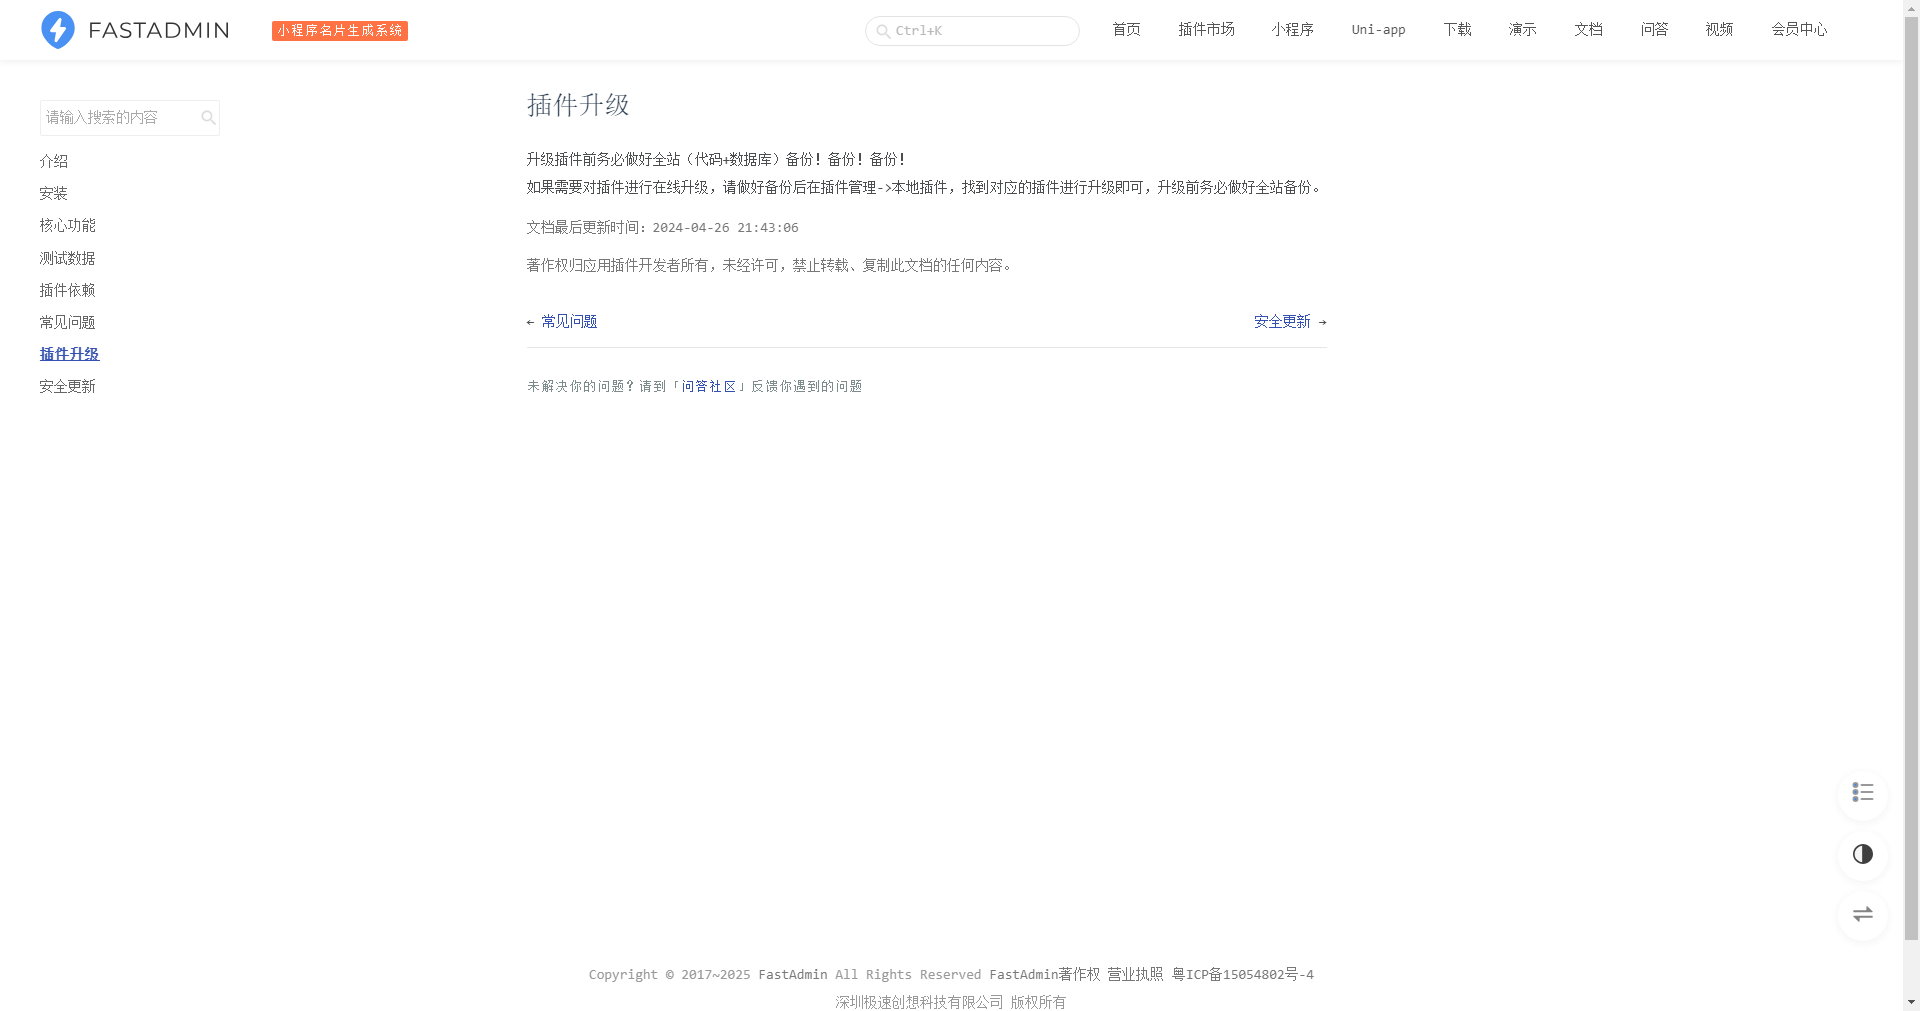 FASTADMIN
小程序名片生成系统
Ctrl+K
首页 插件市场 小程序 Uni-app 下载 演示 文档 问答 视频 会员中心
请输入搜索的内容
介绍
安装
核心功能
测试数据
插件依赖
常见问题
插件升级
安全更新
插件升级
升级插件前务必做好全站（代码+数据库）备份！备份！备份！
如果需要对插件进行在线升级，请做好备份后在插件管理->本地插件，找到对应的插件进行升级即可，升级前务必做好全站备份。
文档最后更新时间：2024-04-26 21:43:06
著作权归应用插件开发者所有，未经许可，禁止转载、复制此文档的任何内容。
← 常见问题
安全更新 →
未解决你的问题？请到「问答社区」反馈你遇到的问题
Copyright © 2017~2025 FastAdmin All Rights Reserved FastAdmin著作权 营业执照 粤ICP备15054802号-4
深圳极速创想科技有限公司 版权所有